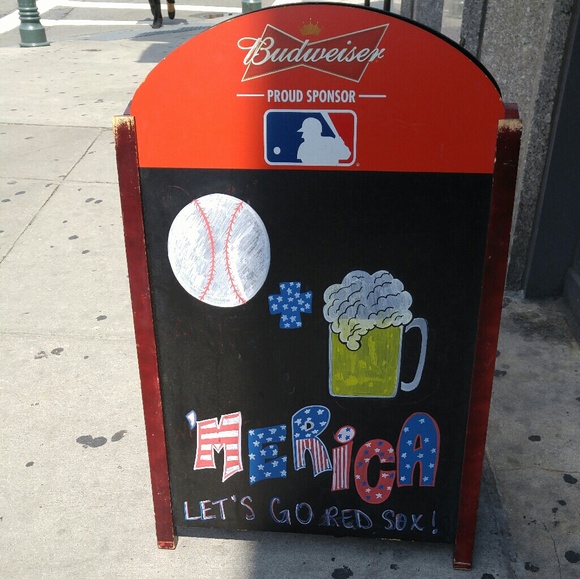 Budweiser
PROUD SPONSOR
+
'MERicA
LET'S GO RED SOX!